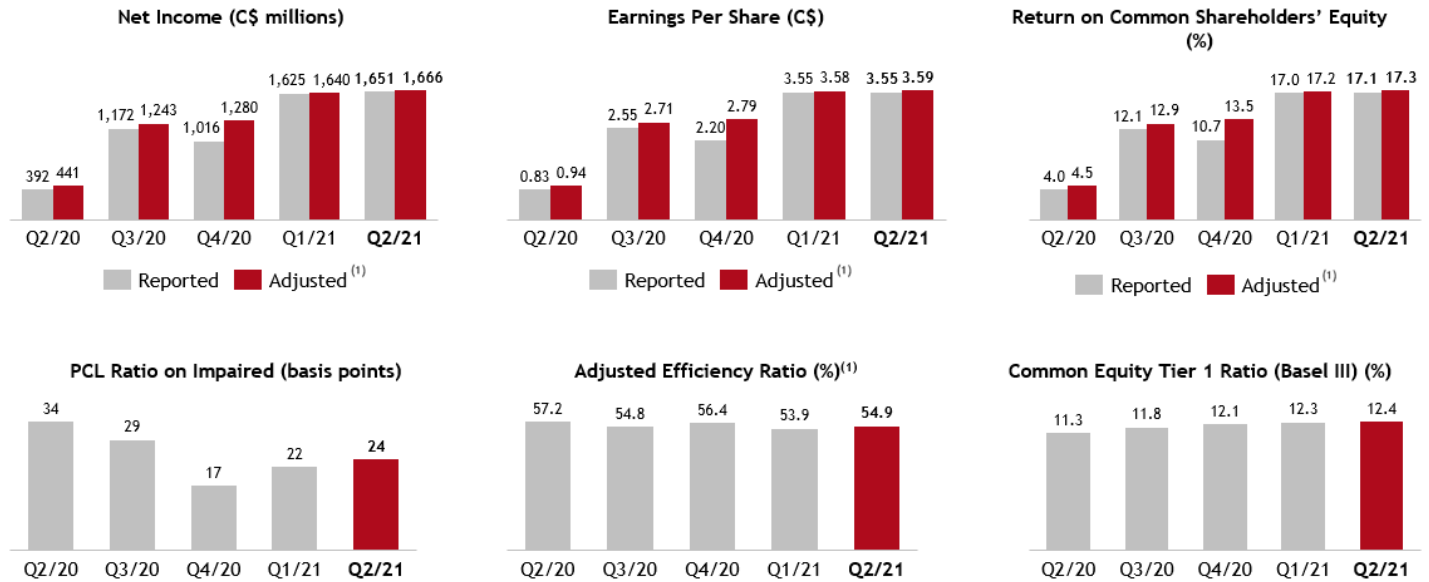 Net Income (C$ millions)
1,625 1,640 1,651 1,666
1,172 1,243 1,280
1,016
392 441
Q2/20 Q3/20 Q4/20 Q1/21 Q2/21
Reported Adjusted (1)
Earnings Per Share (C$)
3.55 3.58 3.55 3.59
2.55 2.71 2.79
2.20
0.83 0.94
Q2/20 Q3/20 Q4/20 Q1/21 Q2/21
Reported Adjusted (1)
Return on Common Shareholders’ Equity
(%)
17.0 17.2 17.1 17.3
12.1 12.9 13.5
10.7
4.0 4.5
Q2/20 Q3/20 Q4/20 Q1/21 Q2/21
Reported Adjusted (1)
PCL Ratio on Impaired (basis points)
34 29 17 22 24
Q2/20 Q3/20 Q4/20 Q1/21 Q2/21
Adjusted Efficiency Ratio (%)(1)
57.2 54.8 56.4 53.9 54.9
Q2/20 Q3/20 Q4/20 Q1/21 Q2/21
Common Equity Tier 1 Ratio (Basel III) (%)
11.3 11.8 12.1 12.3 12.4
Q2/20 Q3/20 Q4/20 Q1/21 Q2/21